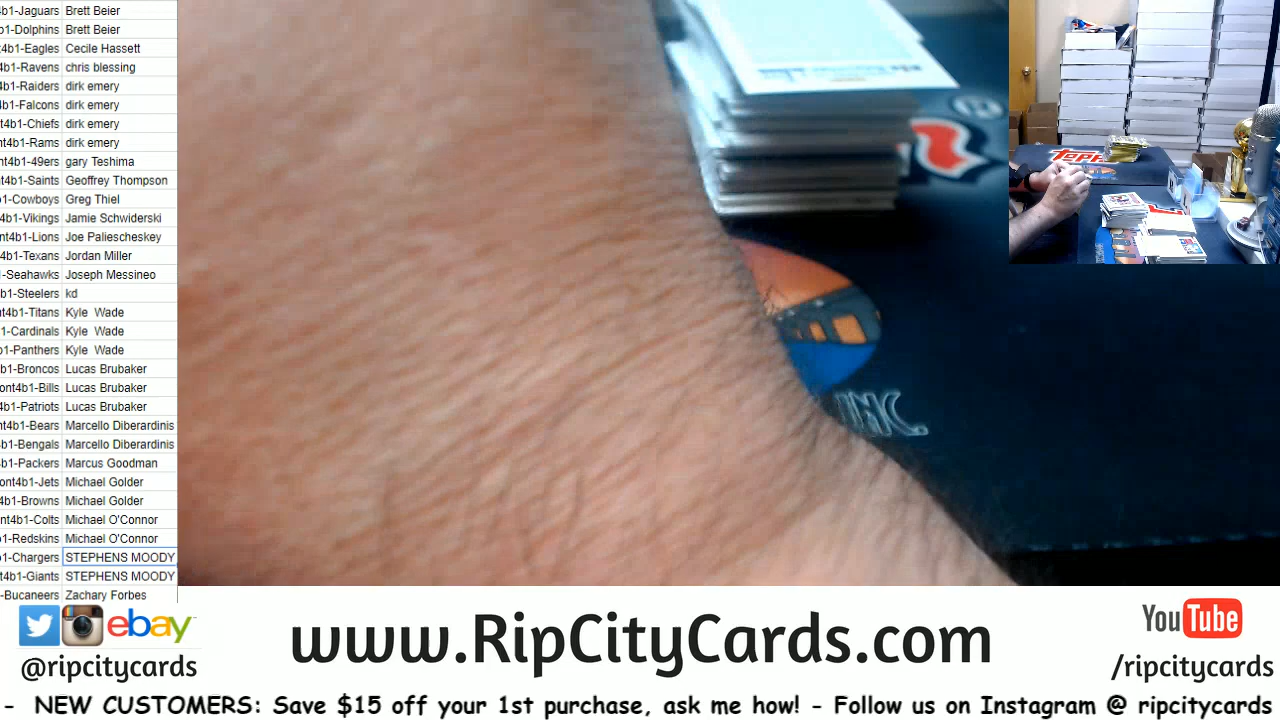 4b1-Jaguars Brett Beier
-Dolphins Brett Beier
t4b1-Eagles Cecile Hassett
4b1-Ravens chris blessing
4b1-Raiders dirk emery
4b1-Falcons dirk emery
t4b1-Chiefs dirk emery
nt4b1-Rams dirk emery
nt4b1-49ers gary Teshima
nt4b1-Saints Geoffrey Thompson
b1-Cowboys Greg Thiel
t4b1-Vikings Jamie Schwiderski
nt4b1-Lions Joe Paliescheskey
t4b1-Texans Jordan Miller
1-Seahawks Joseph Messineo
b1-Steelers kd
nt4b1-Titans Kyle Wade
1-Cardinals Kyle Wade
b1-Panthers Kyle Wade
b1-Broncos Lucas Brubaker
ont4b1-Bills Lucas Brubaker
4b1-Patriots Lucas Brubaker
nt4b1-Bears Marcello Diberardinis
4b1-Bengals Marcello Diberardinis
4b1-Packers Marcus Goodman
ont4b1-Jets Michael Golder
4b1-Browns Michael Golder
nt4b1-Colts Michael O'Connor
b1-Redskins Michael O'Connor
b1-Chargers STEPHENS MOODY
t4b1-Giants STEPHENS MOODY
-Bucaneers Zachary Forbes
topps
®
INC.
ebay
@ripcitycards
www.RipCityCards.com
YouTube
/ripcitycards
- NEW CUSTOMERS: Save $15 off your 1st purchase, ask me how! - Follow us on Instagram @ ripcitycards